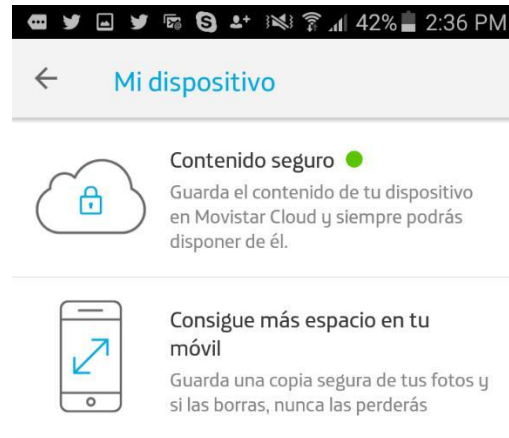 42% 2:36 PM
Mi dispositivo
Contenido seguro
Guarda el contenido de tu dispositivo
en Movistar Cloud y siempre podrás
disponer de él.
Consigue más espacio en tu
móvil
Guarda una copia segura de tus fotos y
si las borras, nunca las perderás